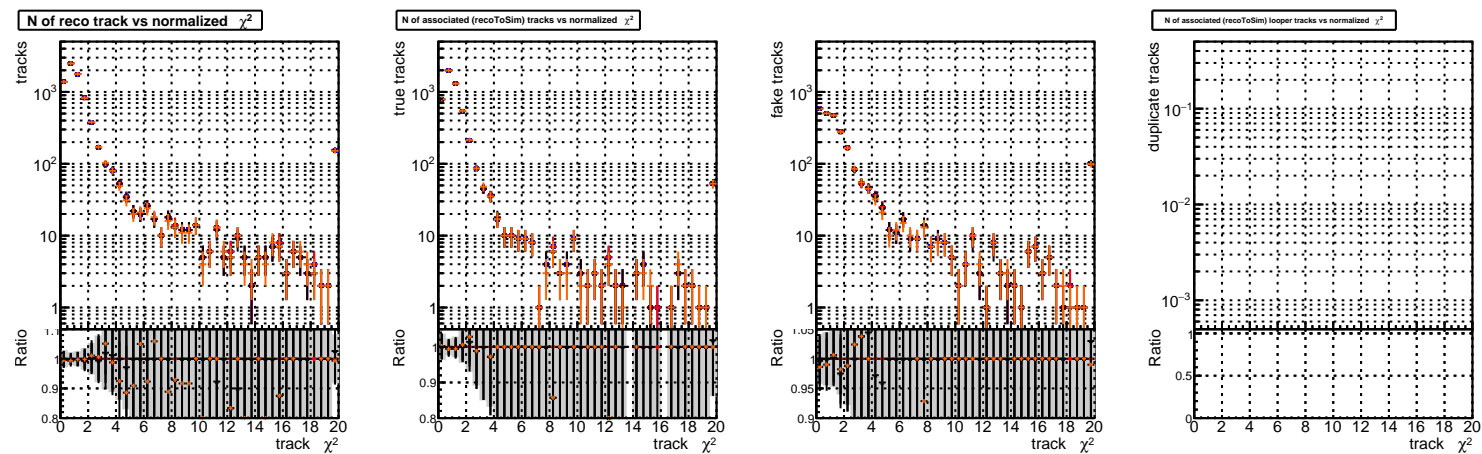 N of reco track vs normalized χ²
tracks
10³
10²
10
1
Ratio
1.1
1
0.9
0.8
0 2 4 6 8 10 12 14 16 18 20
track χ²
N of associated (recoToSim) tracks vs normalized χ²
true tracks
10³
10²
10
1
Ratio
1
0.9
0.8
0 2 4 6 8 10 12 14 16 18 20
track χ²
fake tracks
10³
10²
10
1
Ratio
1.05
1
0.95
0.9
0 2 4 6 8 10 12 14 16 18 20
track χ²
N of associated (recoToSim) looper tracks vs normalized χ²
duplicate tracks
10⁻¹
10⁻²
10⁻³
Ratio
1
0.5
0
0 2 4 6 8 10 12 14 16 18 20
track χ²